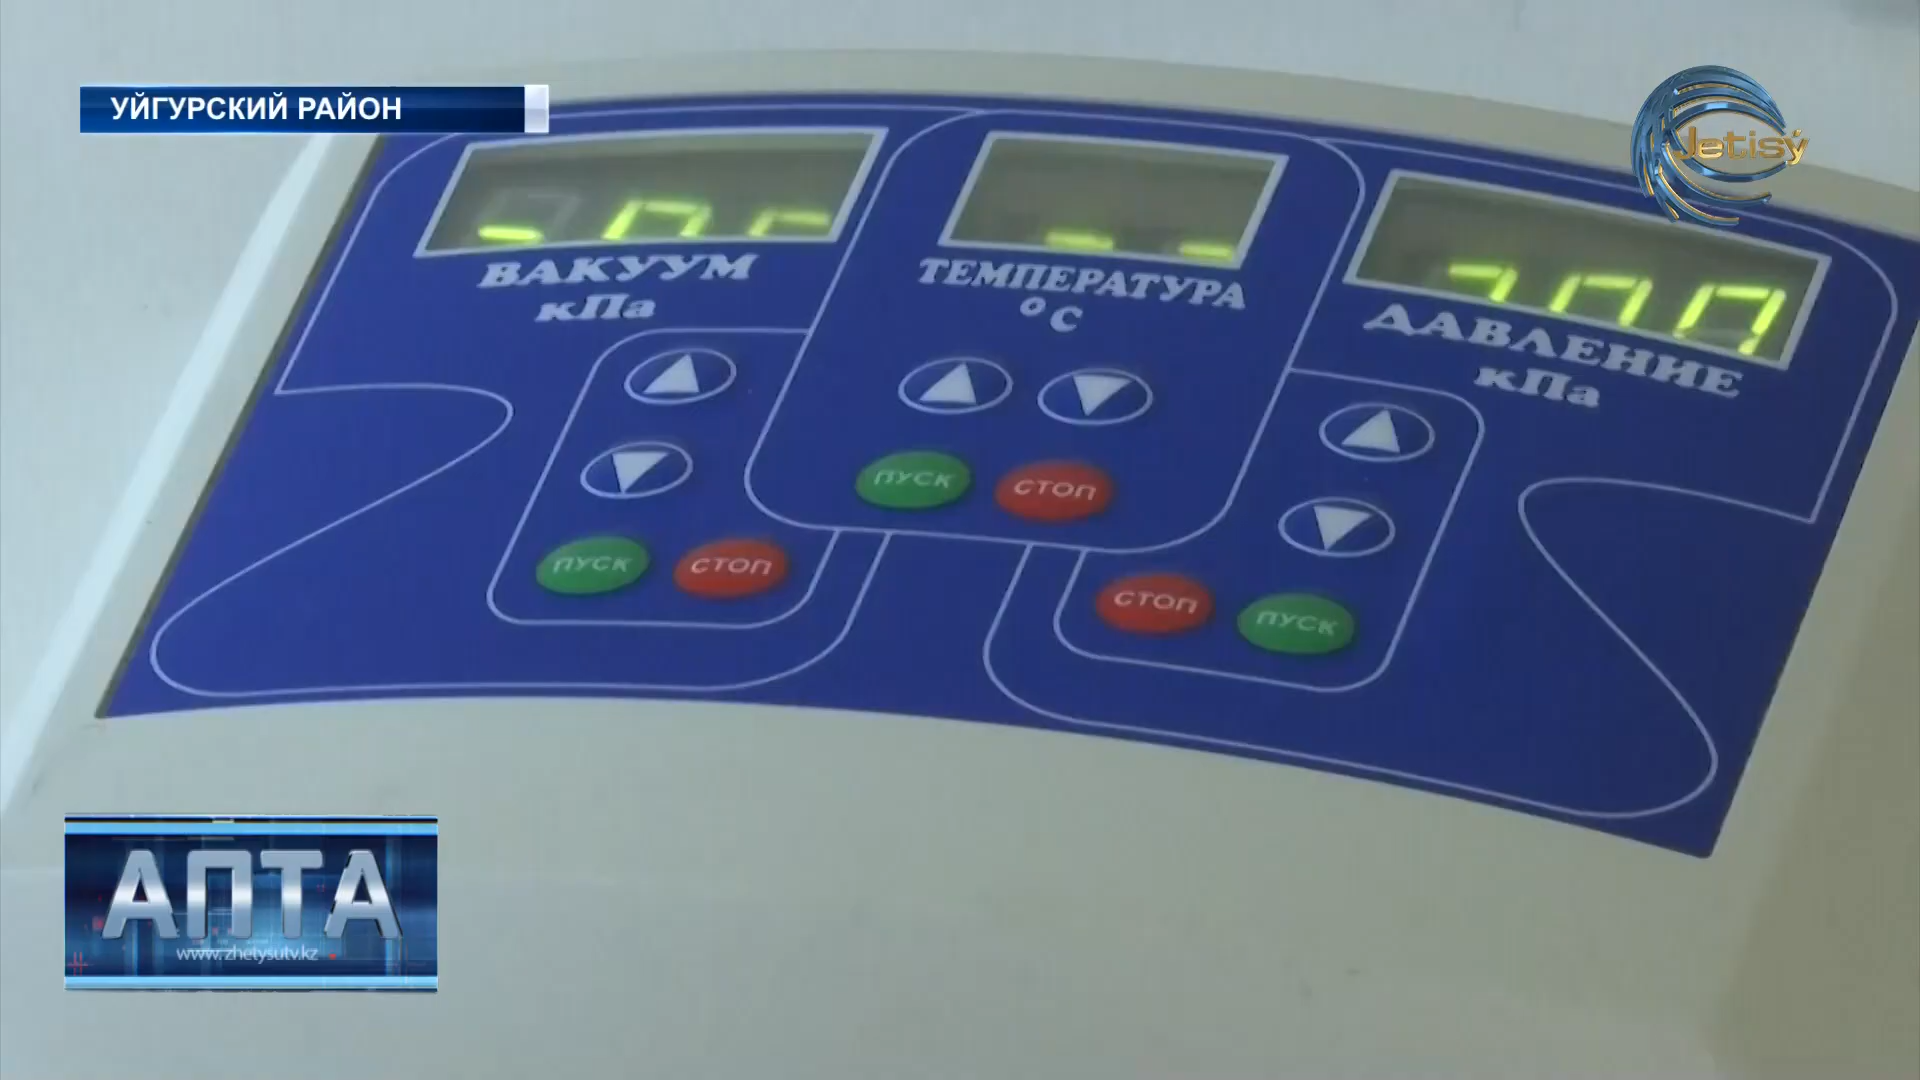 УЙГУРСКИЙ РАЙОН
Jetisý
ВАКУУМ
кПа
ТЕМПЕРАТУРА
°C
ДАВЛЕНИЕ
кПа
ПУСК
СТОП
ПУСК
СТОП
СТОП
ПУСК
АПТА
www.zhetysutv.kz